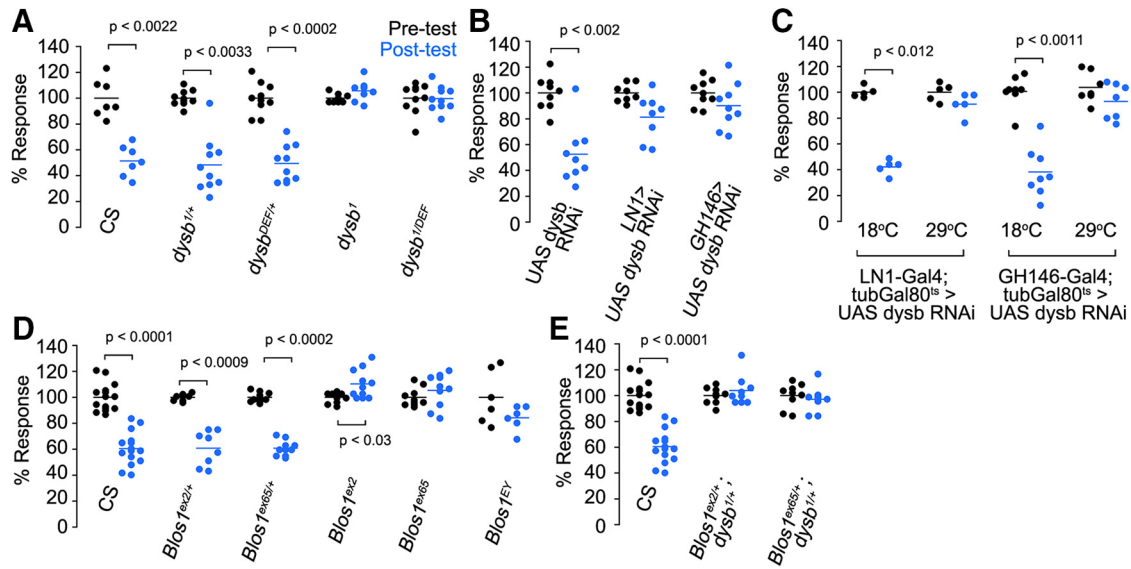 A
p < 0.0022
p < 0.0033
p < 0.0002
Pre-test
Post-test
% Response
140
120
100
80
60
40
20
0
CS
dysb1/+
dysbDEF/+
dysb1
dysb1/DEF
B
p < 0.002
% Response
140
120
100
80
60
40
20
0
UAS dysb
RNAi
LN1>
UAS dysb RNAi
GH146>
UAS dysb RNAi
C
p < 0.012
p < 0.0011
% Response
140
120
100
80
60
40
20
0
18ºC
29ºC
18ºC
29ºC
LN1-Gal4;
tubGal80ts >
UAS dysb RNAi
GH146-Gal4;
tubGal80ts >
UAS dysb RNAi
D
p < 0.0001
p < 0.0009
p < 0.0002
p < 0.03
% Response
140
120
100
80
60
40
20
0
CS
Blos1ex2/+
Blos1ex65/+
Blos1ex2
Blos1ex65
Blos1EY
E
p < 0.0001
% Response
140
120
100
80
60
40
20
0
CS
Blos1ex2/+;
dysb1/+
Blos1ex65/+;
dysb1/+